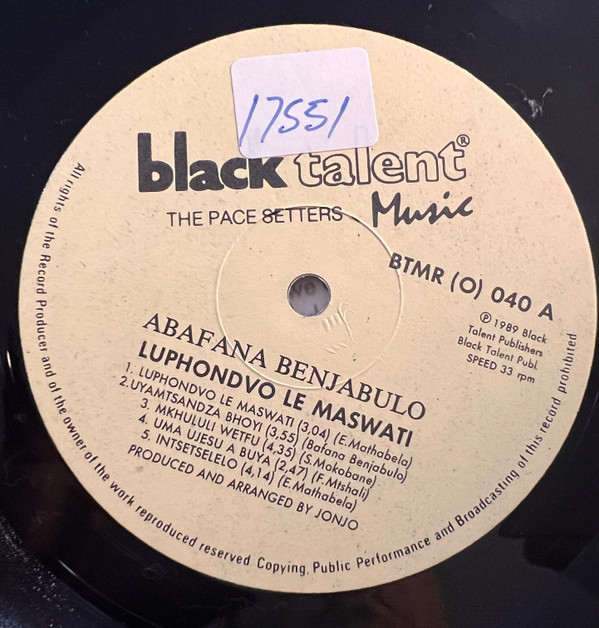 17551
black talent®
THE PACE SETTERS Music
BTMR (O) 040 A
℗ 1989 Black
Talent Publishers
Black Talent Publ.
SPEED 33 rpm
ABAFANA BENJABULO
LUPHONDVO LE MASWATI
1. LUPHONDVO LE MASWATI (3,04) (E.Mathabela)
2.UYAMTSANDZA BHOYI (3,55) (Bafana Benjabulo)
3. MKHULULI WETFU (4,35) (S.Mokobane)
4. UMA UJESU A BUYA (2,47) (F.Mtshali)
5. INTSETSELELO (4,14) (E.Mathabela)
PRODUCED AND ARRANGED BY JONJO
All rights of the Record Producer, and of the owner of the work reproduced reserved. Copying, Public Performance and Broadcasting of this record prohibited